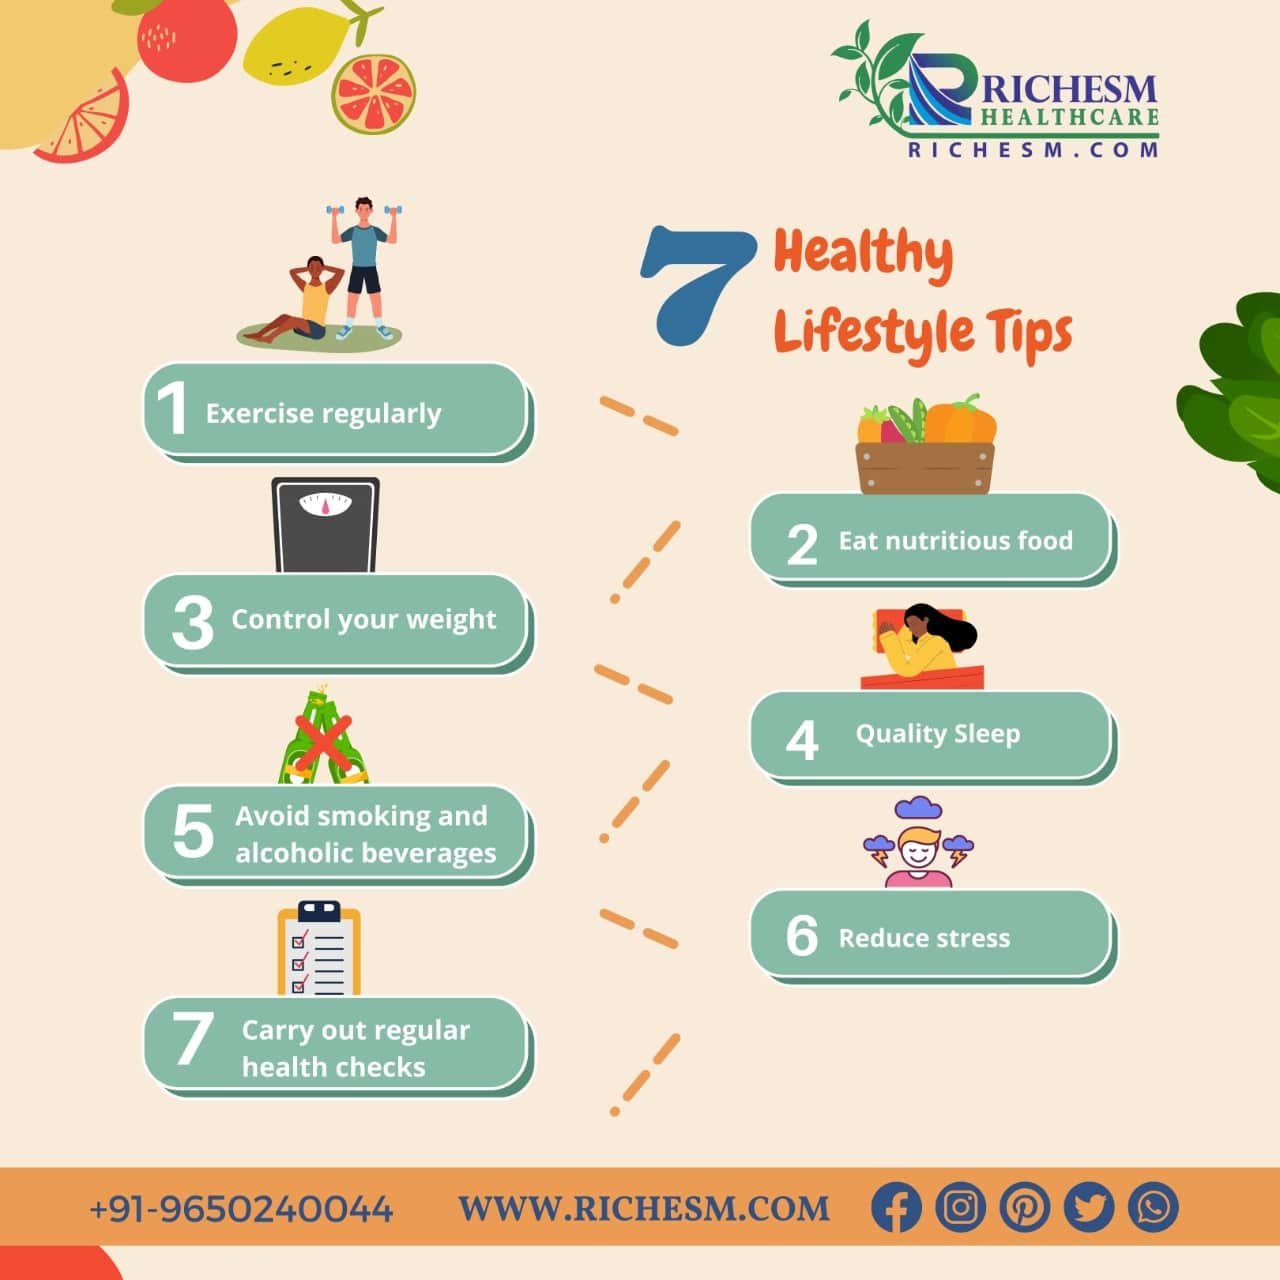 RICHESM
HEALTHCARE
RICHESM.COM
7 Healthy
Lifestyle Tips
1 Exercise regularly
2 Eat nutritious food
3 Control your weight
4 Quality Sleep
5 Avoid smoking and
alcoholic beverages
6 Reduce stress
7 Carry out regular
health checks
+91-9650240044 WWW.RICHESM.COM